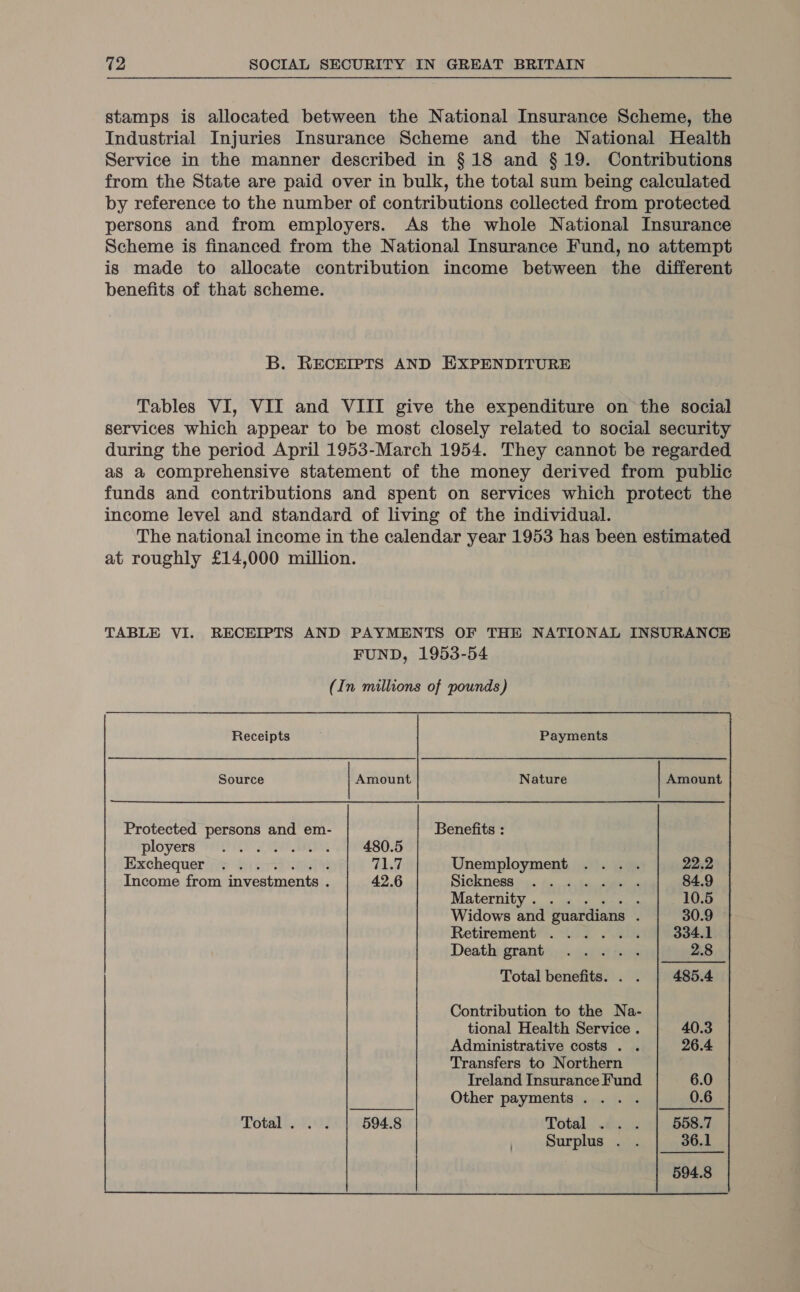 72 SOCIAL SECURITY IN GREAT BRITAIN
stamps is allocated between the National Insurance Scheme, the
Industrial Injuries Insurance Scheme and the National Health
Service in the manner described in § 18 and § 19. Contributions
from the State are paid over in bulk, the total sum being calculated
by reference to the number of contributions collected from protected
persons and from employers. As the whole National Insurance
Scheme is financed from the National Insurance Fund, no attempt
is made to allocate contribution income between the different
benefits of that scheme.
B. RECEIPTS AND EXPENDITURE
Tables VI, VII and VIII give the expenditure on the social
services which appear to be most closely related to social security
during the period April 1953-March 1954. They cannot be regarded
as a comprehensive statement of the money derived from public
funds and contributions and spent on services which protect the
income level and standard of living of the individual.
The national income in the calendar year 1953 has been estimated
at roughly £14,000 million.
TABLE VI. RECEIPTS AND PAYMENTS OF THE NATIONAL INSURANCE
FUND, 1953-54
(In millions of pounds)
Receipts Payments
Source Amount Nature Amount
Protected persons and em- Benefits :
ployers . . . . . . . 480.5
Exchequer . . . . . . . 71.7 Unemployment . . . . 22.2
Income from investments . 42.6 Sickness . . . . . . . 84.9
Maternity . . . . . . . 10.5
Widows and guardians . 30.9
Retirement . . . . . . 334.1
Death grant . . . . . 2.8
Total benefits. . . 485.4
Contribution to the Na-
tional Health Service . 40.3
Administrative costs . . 26.4
Transfers to Northern
Ireland Insurance Fund 6.0
Other payments . . . . 0.6
Total . . . 594.8 Total . . . 558.7
Surplus . . 36.1
594.8